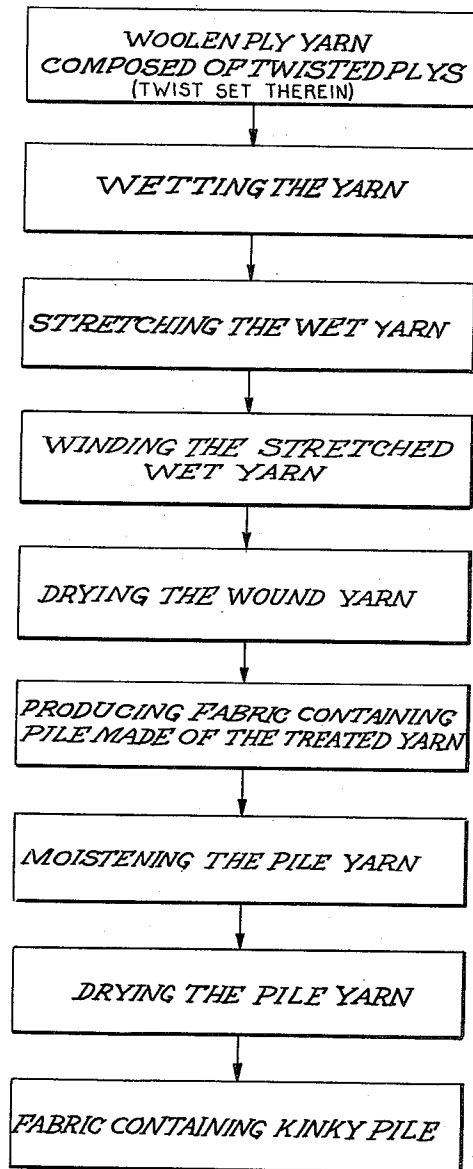 WOOLEN PLY YARN
COMPOSED OF TWISTED PLYS
(TWIST SET THEREIN)
WETTING THE YARN
STRETCHING THE WET YARN
WINDING THE STRETCHED
WET YARN
DRYING THE WOUND YARN
PRODUCING FABRIC CONTAINING
PILE MADE OF THE TREATED YARN
MOISTENING THE PILE YARN
DRYING THE PILE YARN
FABRIC CONTAINING KINKY PILE